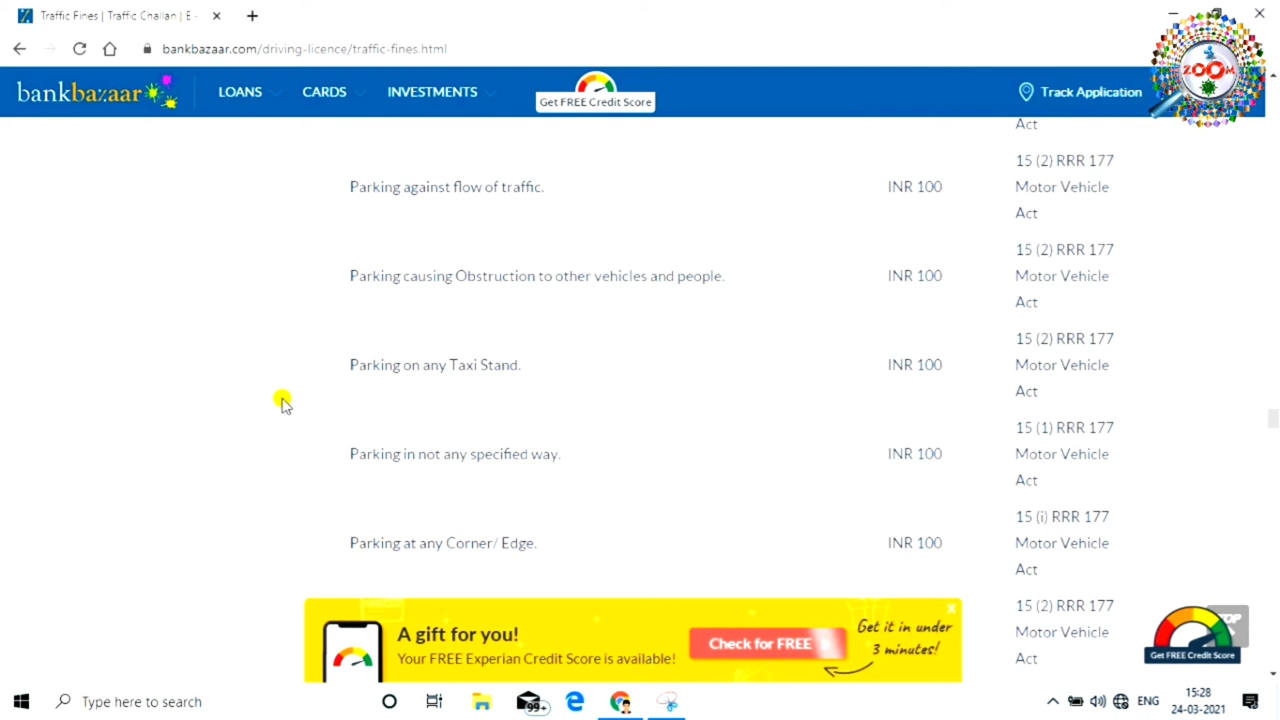 Traffic Fines | Traffic Challan | E -
bankbazaar.com/driving-licence/traffic-fines.html
bankbazaar
LOANS
CARDS
INVESTMENTS
Get FREE Credit Score
Track Application
ZOOM
Act
Parking against flow of traffic.
INR 100
15 (2) RRR 177
Motor Vehicle
Act
Parking causing Obstruction to other vehicles and people.
INR 100
15 (2) RRR 177
Motor Vehicle
Act
Parking on any Taxi Stand.
INR 100
15 (2) RRR 177
Motor Vehicle
Act
Parking in not any specified way.
INR 100
15 (1) RRR 177
Motor Vehicle
Act
Parking at any Corner/ Edge.
INR 100
15 (i) RRR 177
Motor Vehicle
Act
15 (2) RRR 177
Motor Vehicle
Act
A gift for you!
Your FREE Experian Credit Score is available!
Check for FREE
Get it in under
3 minutes!
x
Get FREE Credit Score
Type here to search
99+
ENG
15:28
24-03-2021